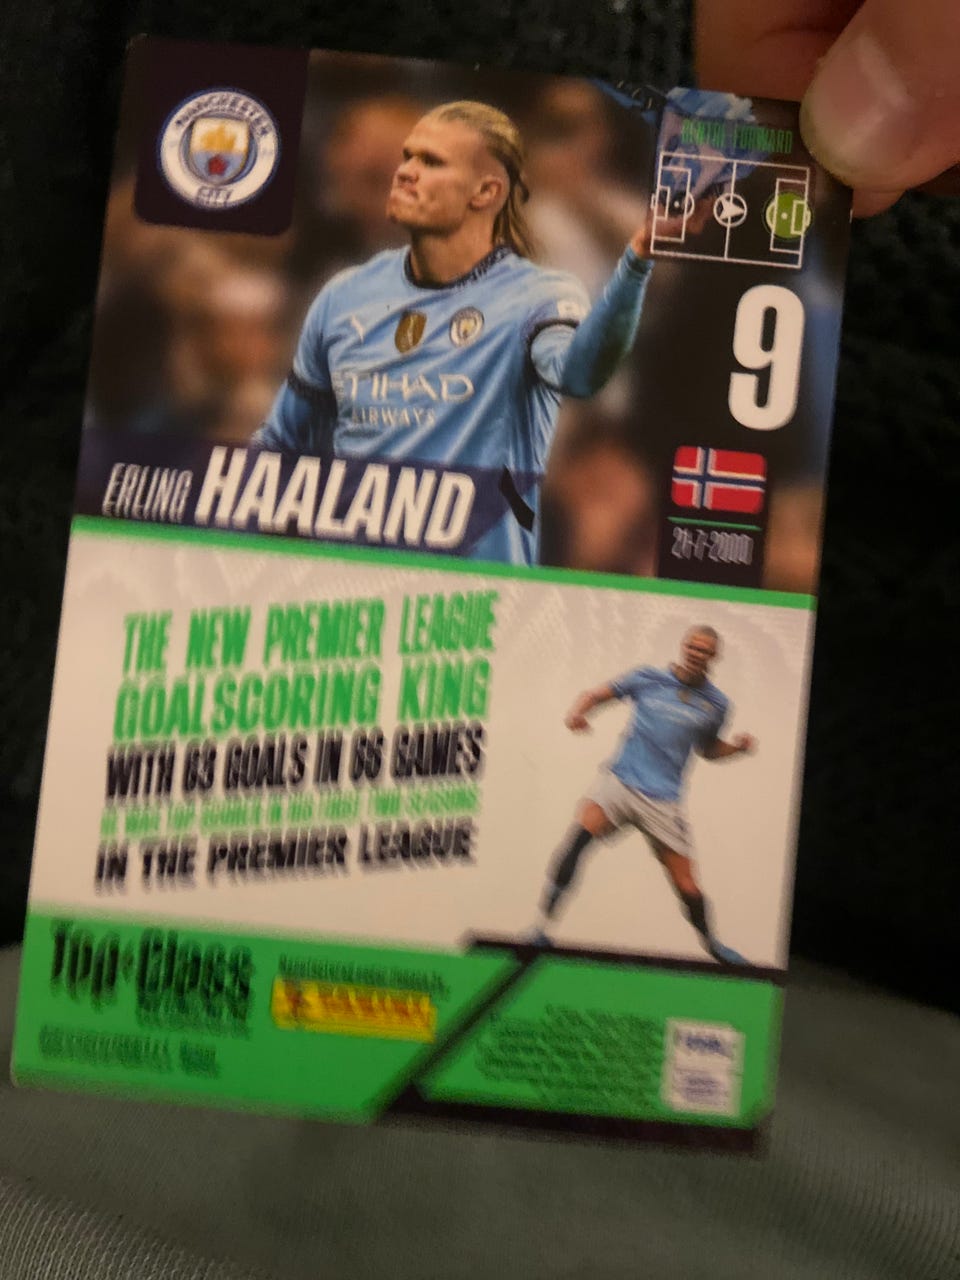 MANCHESTER
CITY
CENTRE FORWARD
9
ETIHAD
AIRWAYS
ERLING HAALAND
21-7-2000
THE NEW PREMIER LEAGUE
GOALSCORING KING
WITH 63 GOALS IN 66 GAMES
HE WAS TOP SCORER IN HIS FIRST TWO SEASONS
IN THE PREMIER LEAGUE
Top Class
PANINI